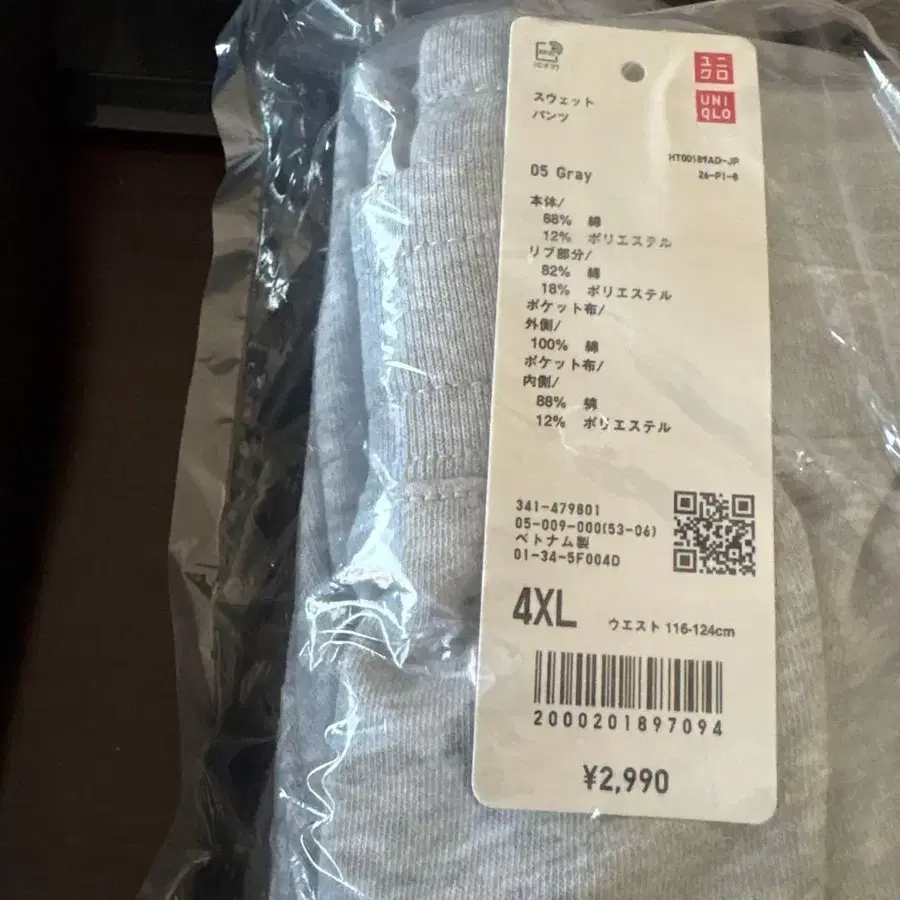 ユニ
クロ
UNI
QLO
スウェット
パンツ
HT00189AD-JP
05 Gray
本体/
88% 綿
12% ポリエステル
リブ部分/
82% 綿
18% ポリエステル
ポケット布/
外側/
100% 綿
ポケット布/
内側/
88% 綿
12% ポリエステル
341-479801
05-009-000(53-06)
ベトナム製
01-34-5F004D
4XL ウエスト 116-124cm
2000201897094
¥2,990